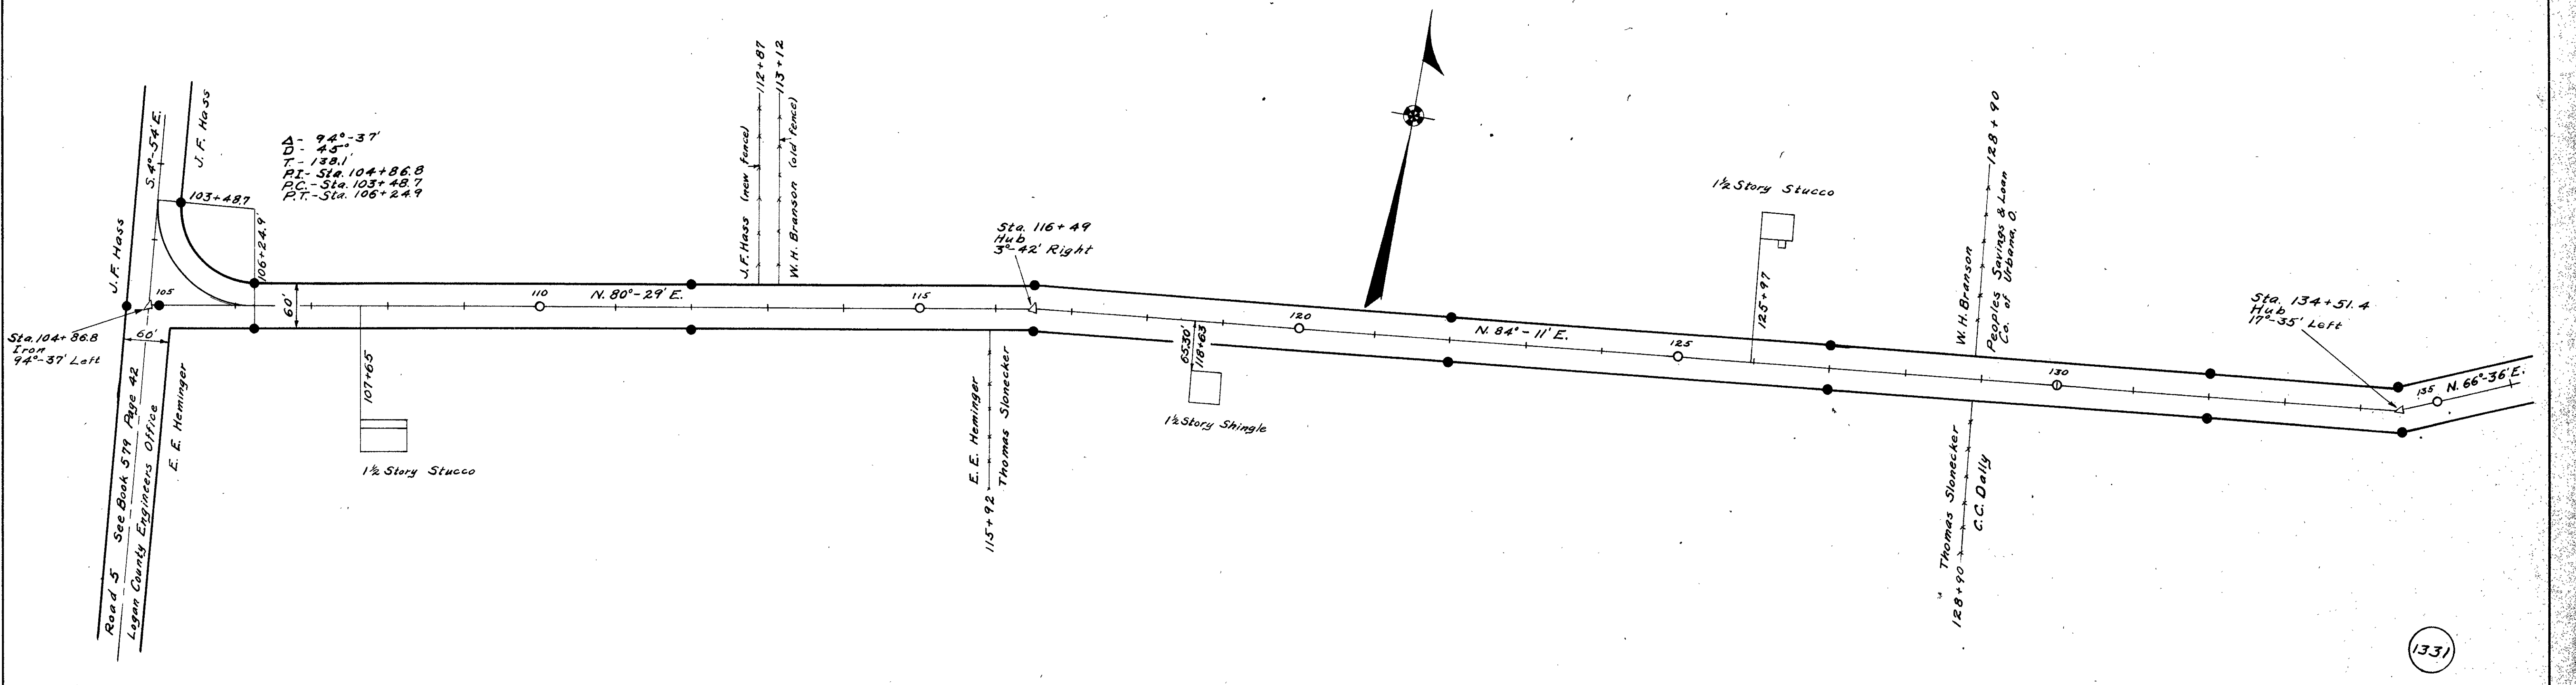 J. F. Hass
S. 4°-54' E.
J. F. Hass
Δ - 94°-37'
D - 45°
T. - 138.1'
P.I. - Sta. 104+86.8
P.C. - Sta. 103+48.7
P.T. - Sta. 106+24.9
103+48.7
106+24.9'
105
60'
Sta. 104+86.8
Iron
94°-37' Left
60'
Road 5 See Book 579 Page 42
Logan County Engineers Office
E. E. Heminger
107+65
1½ Story Stucco
110
N. 80°-29' E.
J. F. Hass (new fence)
112+87
113+12
W. H. Branson (old fence)
115
Sta. 116+49
Hub
3°-42' Right
E. E. Heminger
115+92
Thomas Slonecker
65.30'
118+63
1½ Story Shingle
120
N. 84°-11' E.
125
1½ Story Stucco
125+97
W. H. Branson
128+90
Peoples Savings & Loan
Co. of Urbana, O.
130
Thomas Slonecker
128+90
C. C. Dally
Sta. 134+51.4
Hub
17°-35' Left
135
N. 66°-36' E.
1331